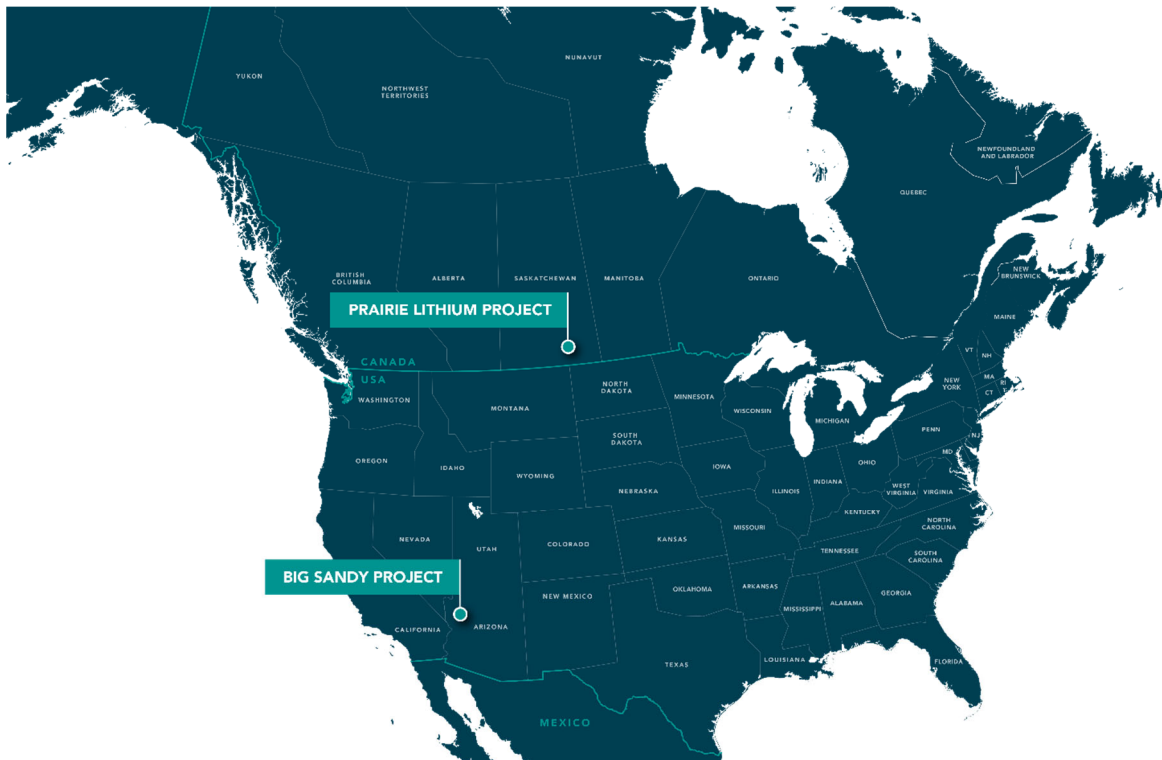 NUNAVUT
YUKON
NORTHWEST
TERRITORIES
NEWFOUNDLAND
AND LABRADOR
QUEBEC
BRITISH
COLUMBIA
ALBERTA
SASKATCHEWAN
MANITOBA
ONTARIO
NEW
BRUNSWICK
PRAIRIE LITHIUM PROJECT
MAINE
CANADA
USA
VT
NH
WASHINGTON
MONTANA
NORTH
DAKOTA
MINNESOTA
WISCONSIN
MICHIGAN
NEW
YORK
MA
RI
CT
OREGON
IDAHO
WYOMING
SOUTH
DAKOTA
PENN
NJ
MD
NEBRASKA
IOWA
ILLINOIS
INDIANA
OHIO
WEST
VIRGINIA
VIRGINIA
KENTUCKY
NEVADA
UTAH
COLORADO
KANSAS
MISSOURI
NORTH
CAROLINA
TENNESSEE
SOUTH
CAROLINA
BIG SANDY PROJECT
NEW MEXICO
OKLAHOMA
ARKANSAS
MISSISSIPPI
ALABAMA
GEORGIA
CALIFORNIA
ARIZONA
TEXAS
LOUISIANA
FLORIDA
MEXICO